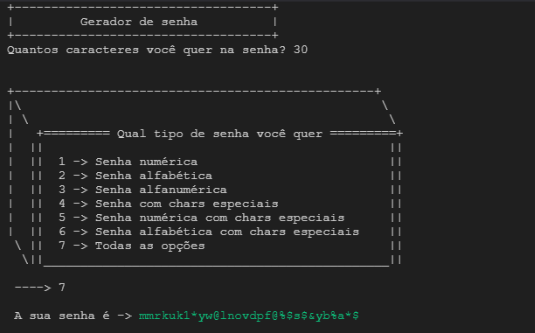 Gerador de senha
Quantos caracteres você quer na senha? 30
Qual tipo de senha você quer
1 -> Senha numérica
2 -> Senha alfabética
3 -> Senha alfanumérica
4 -> Senha com chars especiais
5 -> Senha numérica com chars especiais
6 -> Senha alfabética com chars especiais
7 -> Todas as opções
----> 7
A sua senha é -> mmrkuk1*yw@lnovdpf@%$s$&yb%a*$